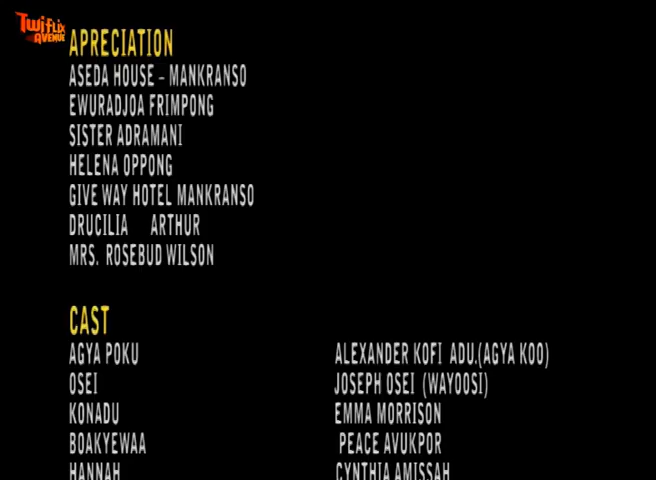 Twiflix
AVENUE
APRECIATION
ASEDA HOUSE – MANKRANSO
EWURADJOA FRIMPONG
SISTER ADRAMANI
HELENA OPPONG
GIVE WAY HOTEL MANKRANSO
DRUCILIA ARTHUR
MRS. ROSEBUD WILSON
CAST
AGYA POKU ALEXANDER KOFI ADU.(AGYA KOO)
OSEI JOSEPH OSEI (WAYOOSI)
KONADU EMMA MORRISON
BOAKYEWAA PEACE AVUKPOR
HANNAH CYNTHIA AMISSAH